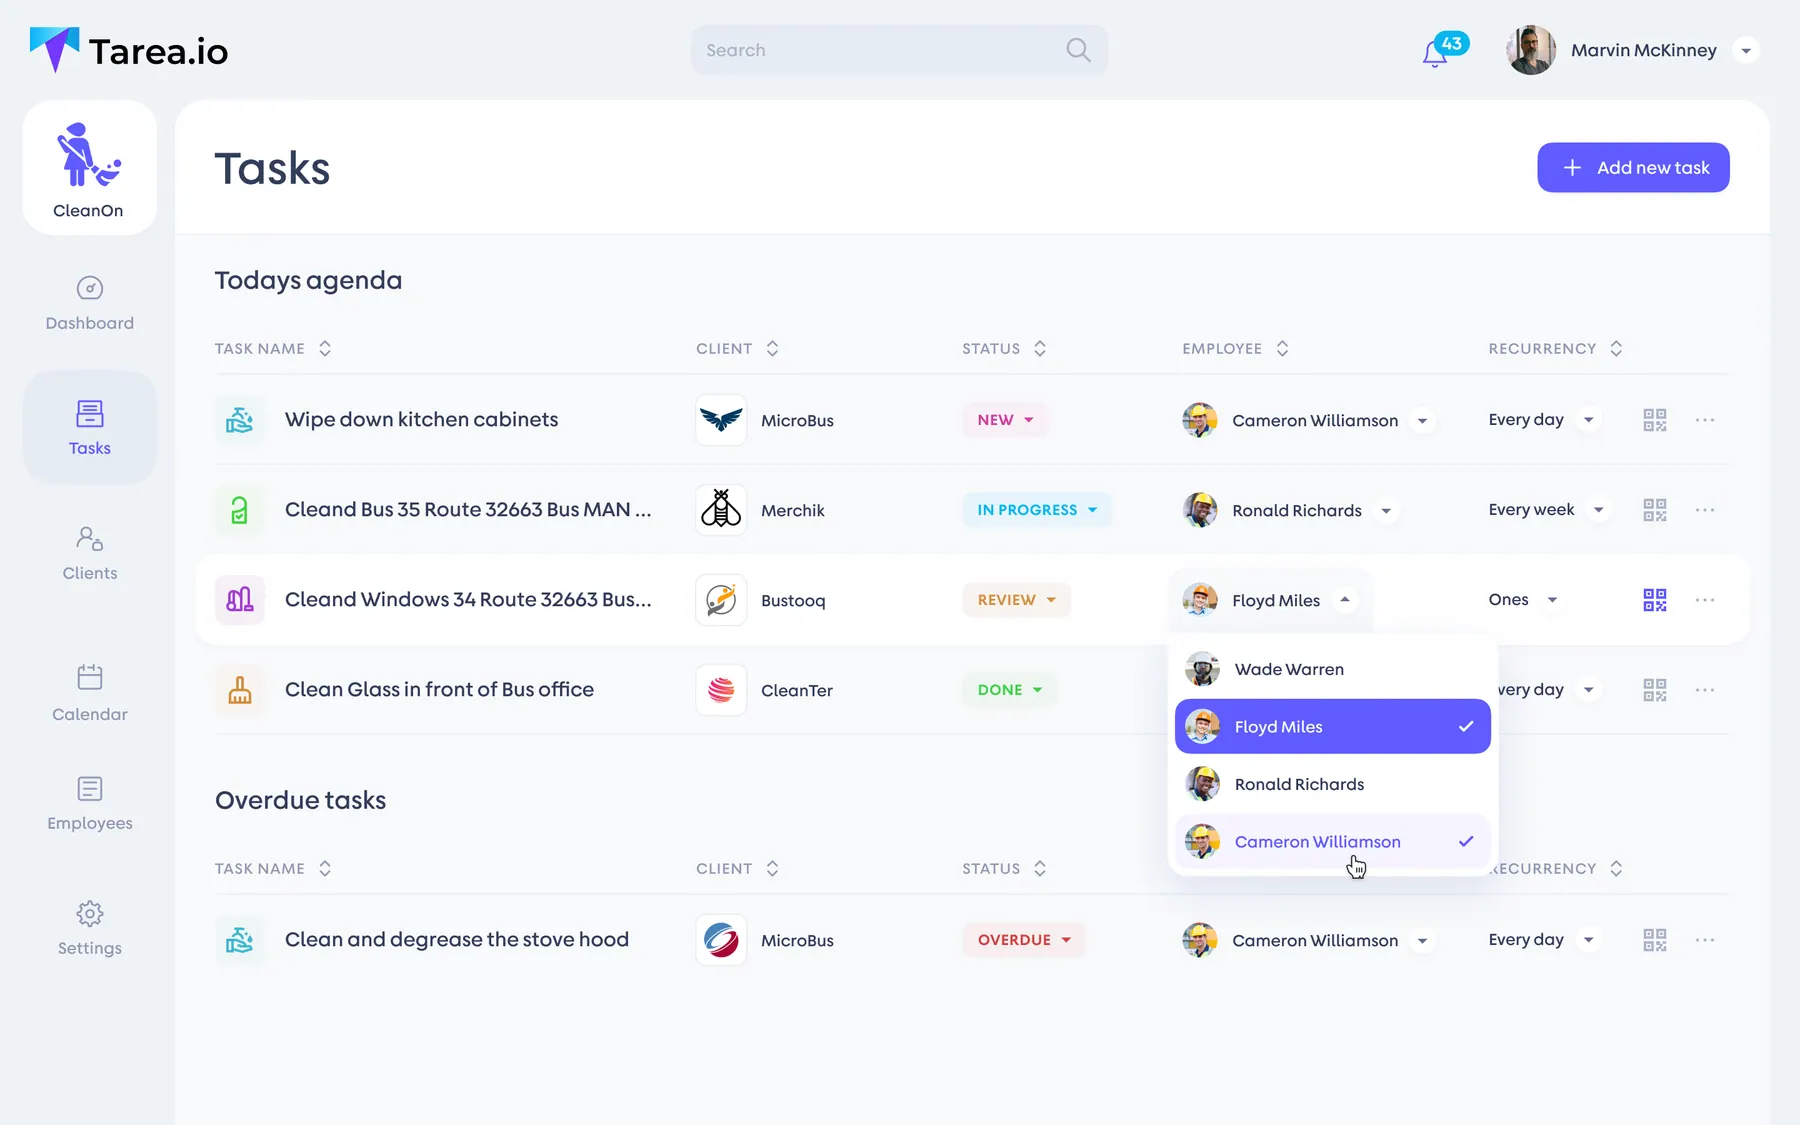 Tarea.io
Search
43
Marvin McKinney
CleanOn
Tasks
Add new task
Dashboard
Tasks
Clients
Calendar
Employees
Settings
Todays agenda
TASK NAME CLIENT STATUS EMPLOYEE RECURRENCY
Wipe down kitchen cabinets MicroBus NEW Cameron Williamson Every day
Cleand Bus 35 Route 32663 Bus MAN ... Merchik IN PROGRESS Ronald Richards Every week
Cleand Windows 34 Route 32663 Bus... Bustooq REVIEW Floyd Miles Ones
Clean Glass in front of Bus office CleanTer DONE very day
Wade Warren
Floyd Miles
Ronald Richards
Cameron Williamson
Overdue tasks
TASK NAME CLIENT STATUS RECURRENCY
Clean and degrease the stove hood MicroBus OVERDUE Cameron Williamson Every day